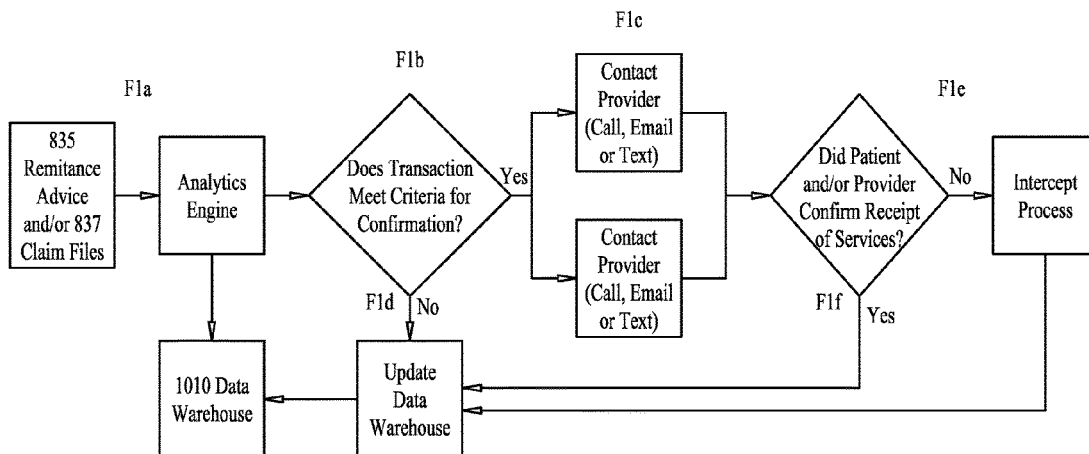 F1a
835
Remitance
Advice
and/or 837
Claim Files
Analytics
Engine
F1b
Does Transaction
Meet Criteria for
Confirmation?
Yes
F1c
Contact
Provider
(Call, Email
or Text)
Contact
Provider
(Call, Email
or Text)
F1e
Did Patient
and/or Provider
Confirm Receipt
of Services?
No
Intercept
Process
F1d
No
F1f
Yes
1010 Data
Warehouse
Update
Data
Warehouse